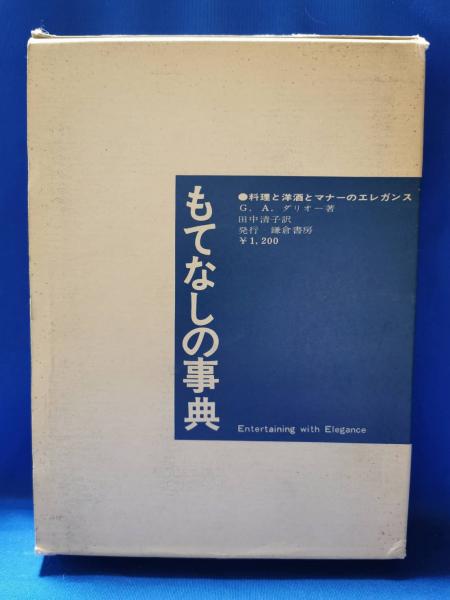 もてなしの事典
●料理と洋酒とマナーのエレガンス
G. A. ダリオー著
田中清子訳
発行 鎌倉書房
¥1,200
Entertaining with Elegance